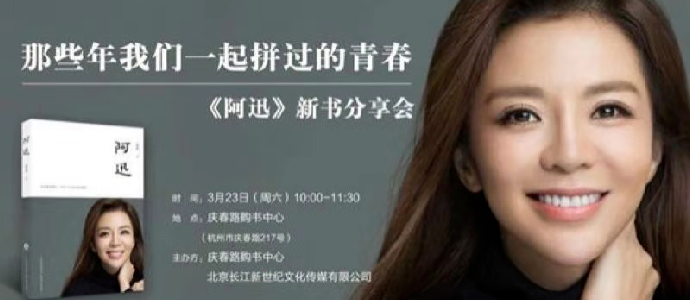 那些年我们一起拼过的青春
《阿迅》新书分享会
阿迅
阿迅
时 间：3月23日（周六）10:00-11:30
地 点：庆春路购书中心
（杭州市庆春路217号）
主办方：庆春路购书中心
北京长江新世纪文化传媒有限公司